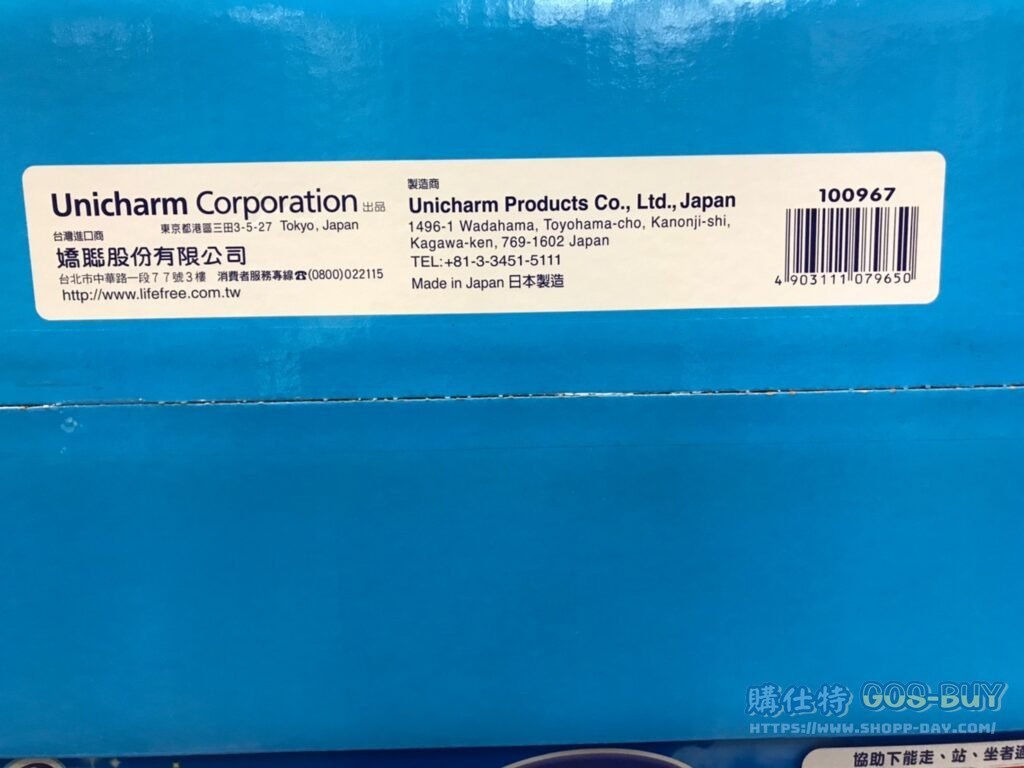 Unicharm Corporation 出品
東京都港區三田3-5-27 Tokyo, Japan
台灣進口商
嬌聯股份有限公司
台北市中華路一段77號3樓 消費者服務專線☎(0800)022115
http://www.lifefree.com.tw
製造商
Unicharm Products Co., Ltd., Japan
1496-1 Wadahama, Toyohama-cho, Kanonji-shi,
Kagawa-ken, 769-1602 Japan
TEL:+81-3-3451-5111
Made in Japan 日本製造
100967
4 903111 079650
購仕特 GOS-BUY
HTTPS://WWW.SHOPP-DAY.COM/
協助下能走、站、坐者適